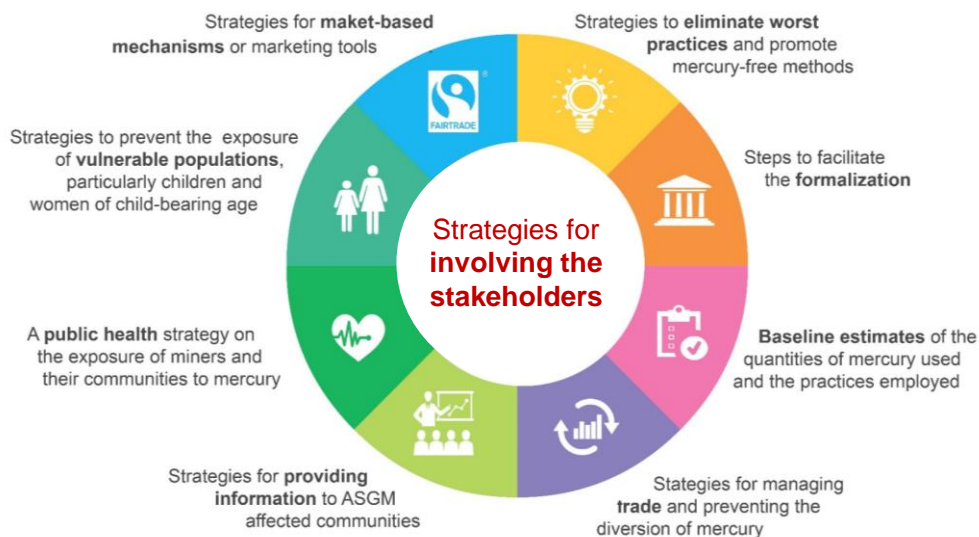 Strategies for maket-based
mechanisms or marketing tools
Strategies to eliminate worst
practices and promote
mercury-free methods
FAIRTRADE
®
Strategies to prevent the exposure
of vulnerable populations,
particularly children and
women of child-bearing age
Steps to facilitate
the formalization
Strategies for
involving the
stakeholders
A public health strategy on
the exposure of miners and
their communities to mercury
Baseline estimates of the
quantities of mercury used
and the practices employed
Strategies for providing
information to ASGM
affected communities
Stategies for managing
trade and preventing the
diversion of mercury